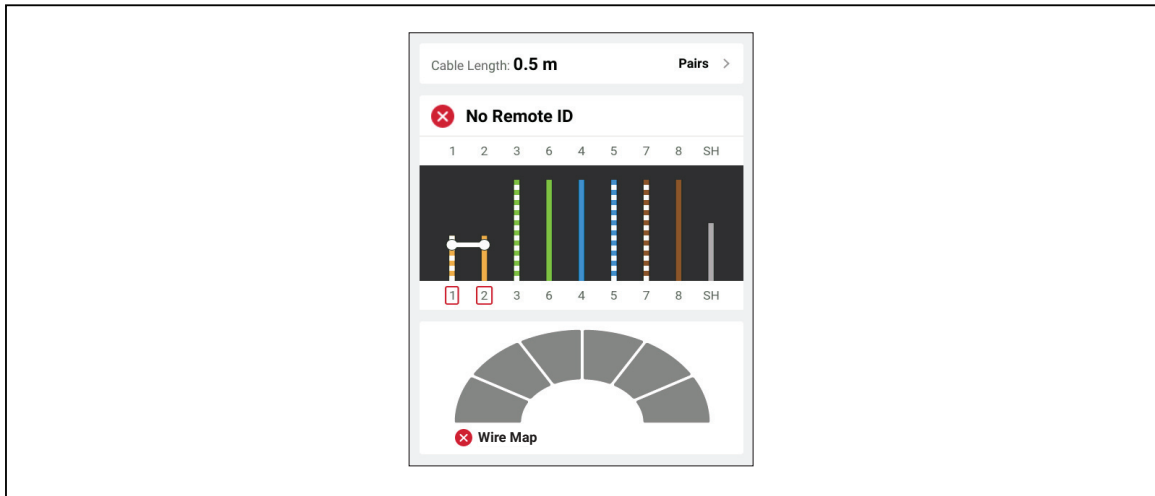 Cable Length: 0.5 m Pairs >
No Remote ID
1 2 3 6 4 5 7 8 SH
1 2 3 6 4 5 7 8 SH
Wire Map